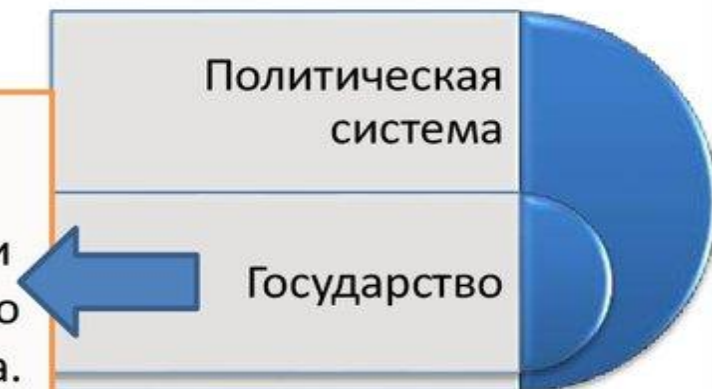 Политическая
система
и
Государство
о
а.